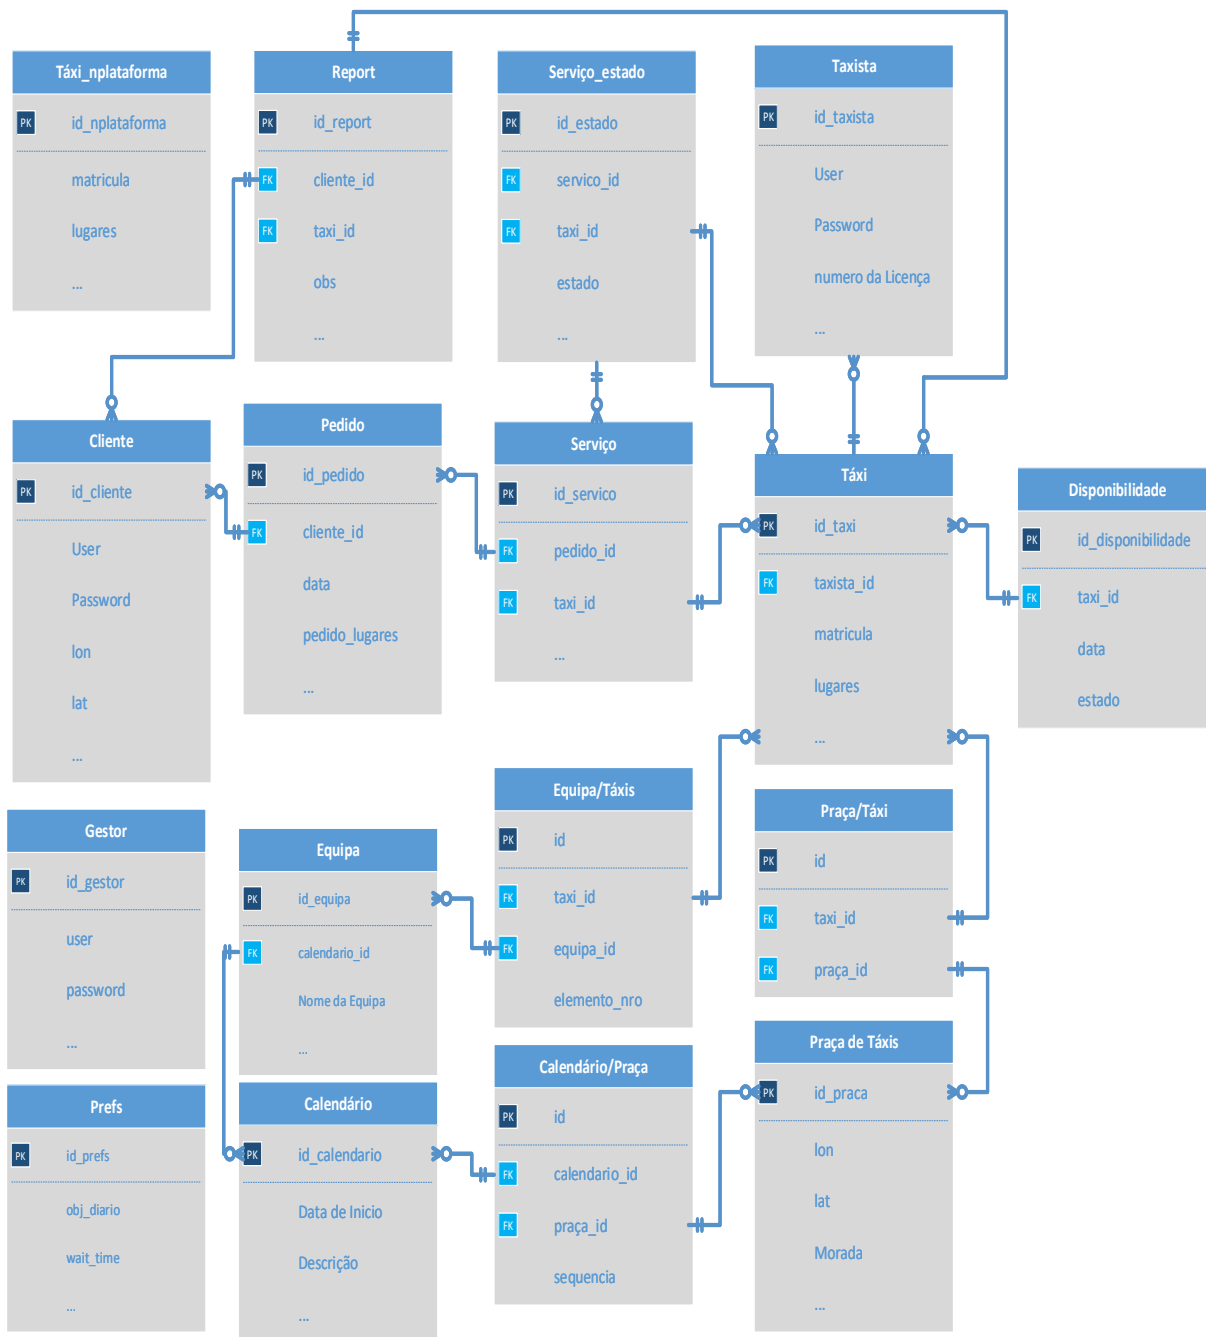 Táxi_nplataforma
PK id_nplataforma
matricula
lugares
...
Report
PK id_report
FK cliente_id
FK taxi_id
obs
...
Serviço_estado
PK id_estado
FK servico_id
FK taxi_id
estado
...
Taxista
PK id_taxista
User
Password
numero da Licença
...
Cliente
PK id_cliente
User
Password
lon
lat
...
Pedido
PK id_pedido
FK cliente_id
data
pedido_lugares
...
Serviço
PK id_servico
FK pedido_id
FK taxi_id
...
Táxi
PK id_taxi
FK taxista_id
matricula
lugares
...
Disponibilidade
PK id_disponibilidade
FK taxi_id
data
estado
Gestor
PK id_gestor
user
password
...
Equipa
PK id_equipa
FK calendario_id
Nome da Equipa
...
Equipa/Táxis
PK id
FK taxi_id
FK equipa_id
elemento_nro
Praça/Táxi
PK id
FK taxi_id
FK praça_id
Prefs
PK id_prefs
obj_diario
wait_time
...
Calendário
PK id_calendario
Data de Inicio
Descrição
...
Calendário/Praça
PK id
FK calendario_id
FK praça_id
sequencia
Praça de Táxis
PK id_praca
lon
lat
Morada
...